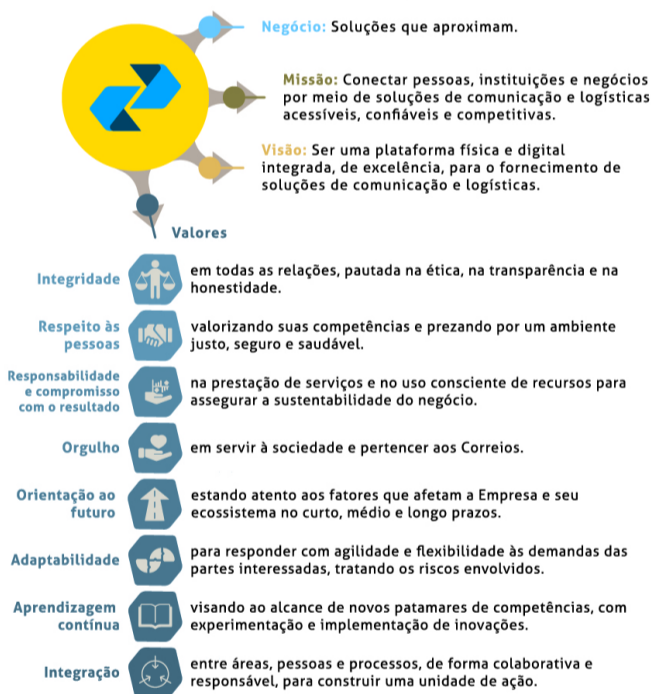 Negócio: Soluções que aproximam.
Missão: Conectar pessoas, instituições e negócios
por meio de soluções de comunicação e logísticas
acessíveis, confiáveis e competitivas.
Visão: Ser uma plataforma física e digital
integrada, de excelência, para o fornecimento de
soluções de comunicação e logísticas.
Valores
Integridade
em todas as relações, pautada na ética, na transparência e na
honestidade.
Respeito às
pessoas
valorizando suas competências e prezando por um ambiente
justo, seguro e saudável.
Responsabilidade
e compromisso
com o resultado
na prestação de serviços e no uso consciente de recursos para
assegurar a sustentabilidade do negócio.
Orgulho
em servir à sociedade e pertencer aos Correios.
Orientação ao
futuro
estando atento aos fatores que afetam a Empresa e seu
ecossistema no curto, médio e longo prazos.
Adaptabilidade
para responder com agilidade e flexibilidade às demandas das
partes interessadas, tratando os riscos envolvidos.
Aprendizagem
contínua
visando ao alcance de novos patamares de competências, com
experimentação e implementação de inovações.
Integração
entre áreas, pessoas e processos, de forma colaborativa e
responsável, para construir uma unidade de ação.